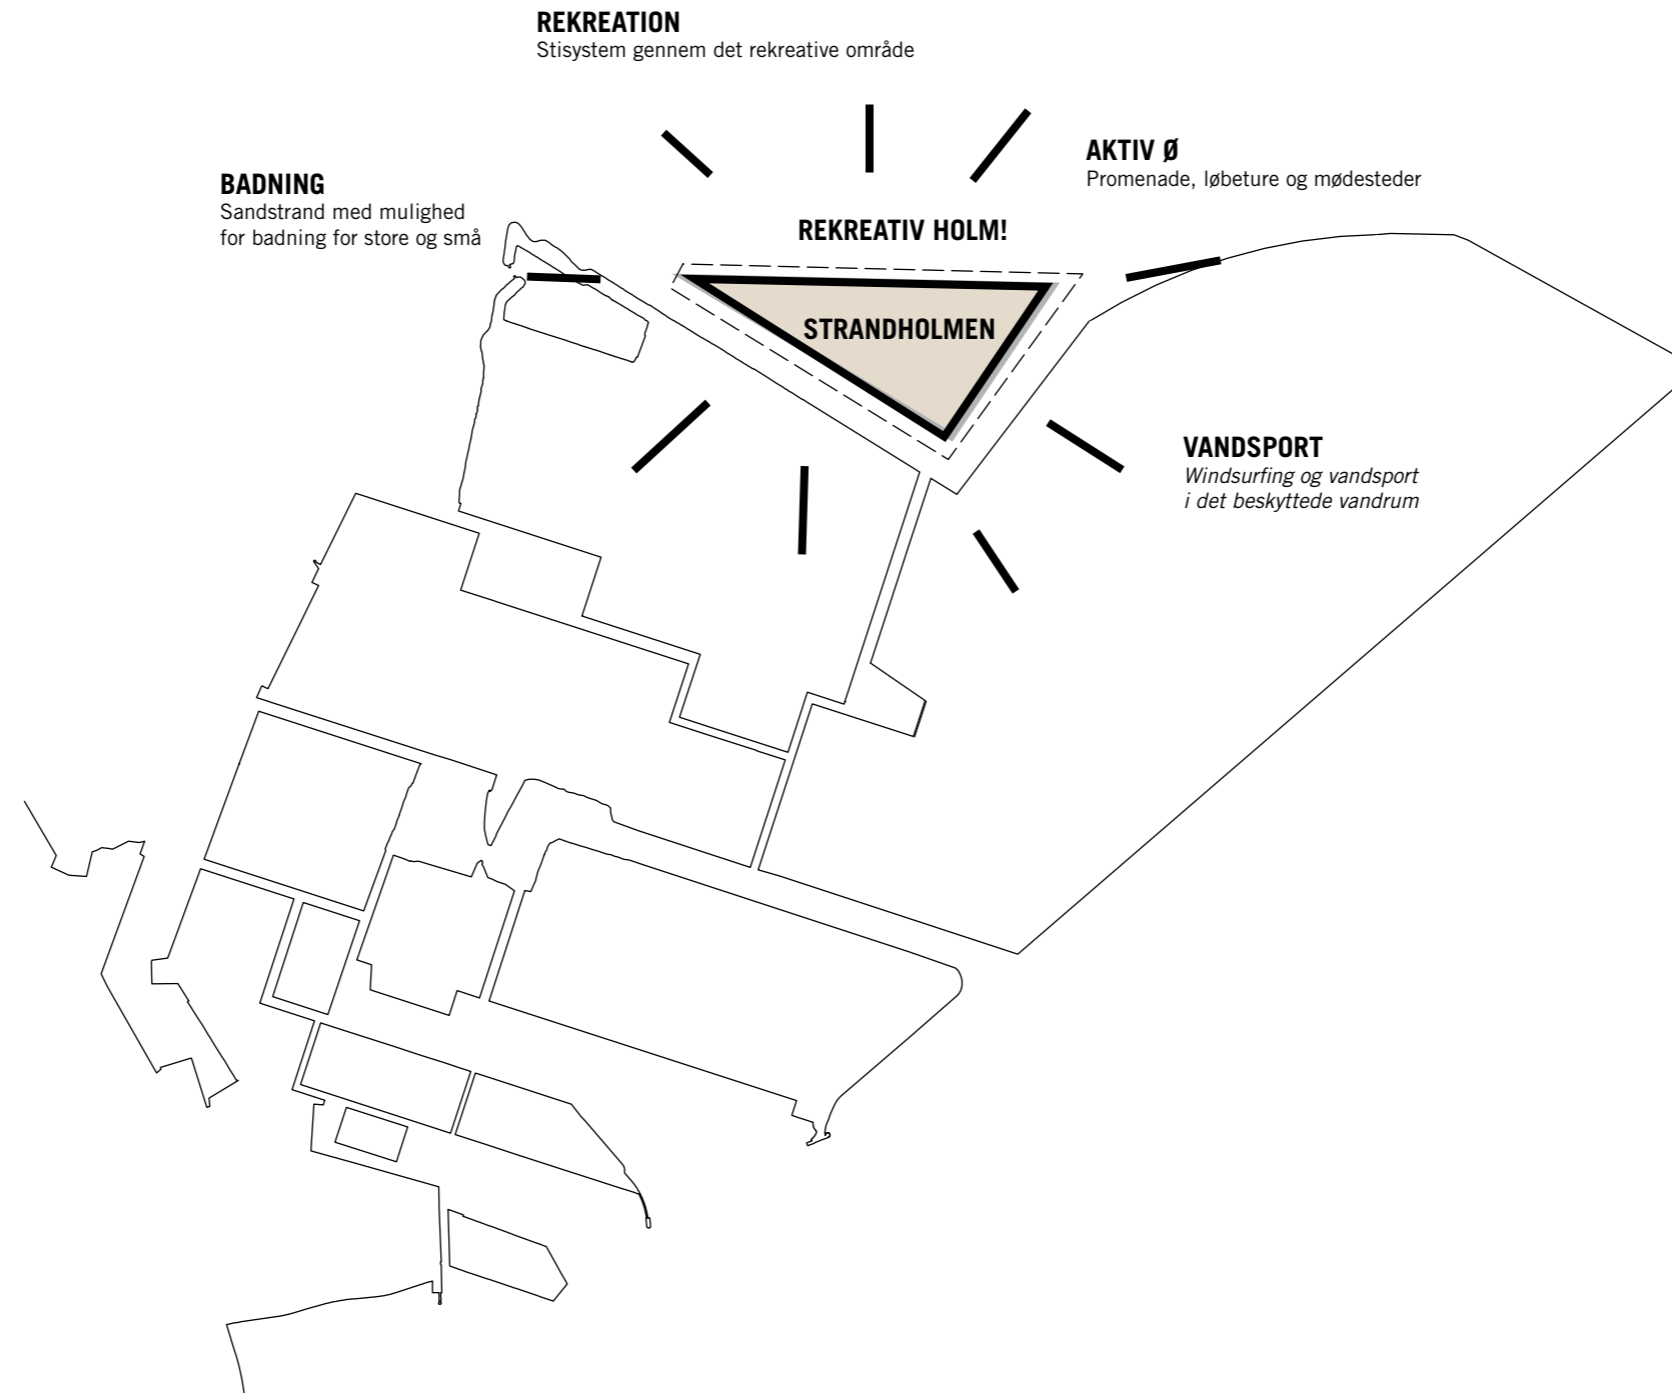 REKREATION
Stisystem gennem det rekreative område
AKTIV Ø
Promenade, løbeture og mødesteder
BADNING
Sandstrand med mulighed
for badning for store og små
REKREATIV HOLM!
STRANDHOLMEN
VANDSPORT
Windsurfing og vandsport
i det beskyttede vandrum